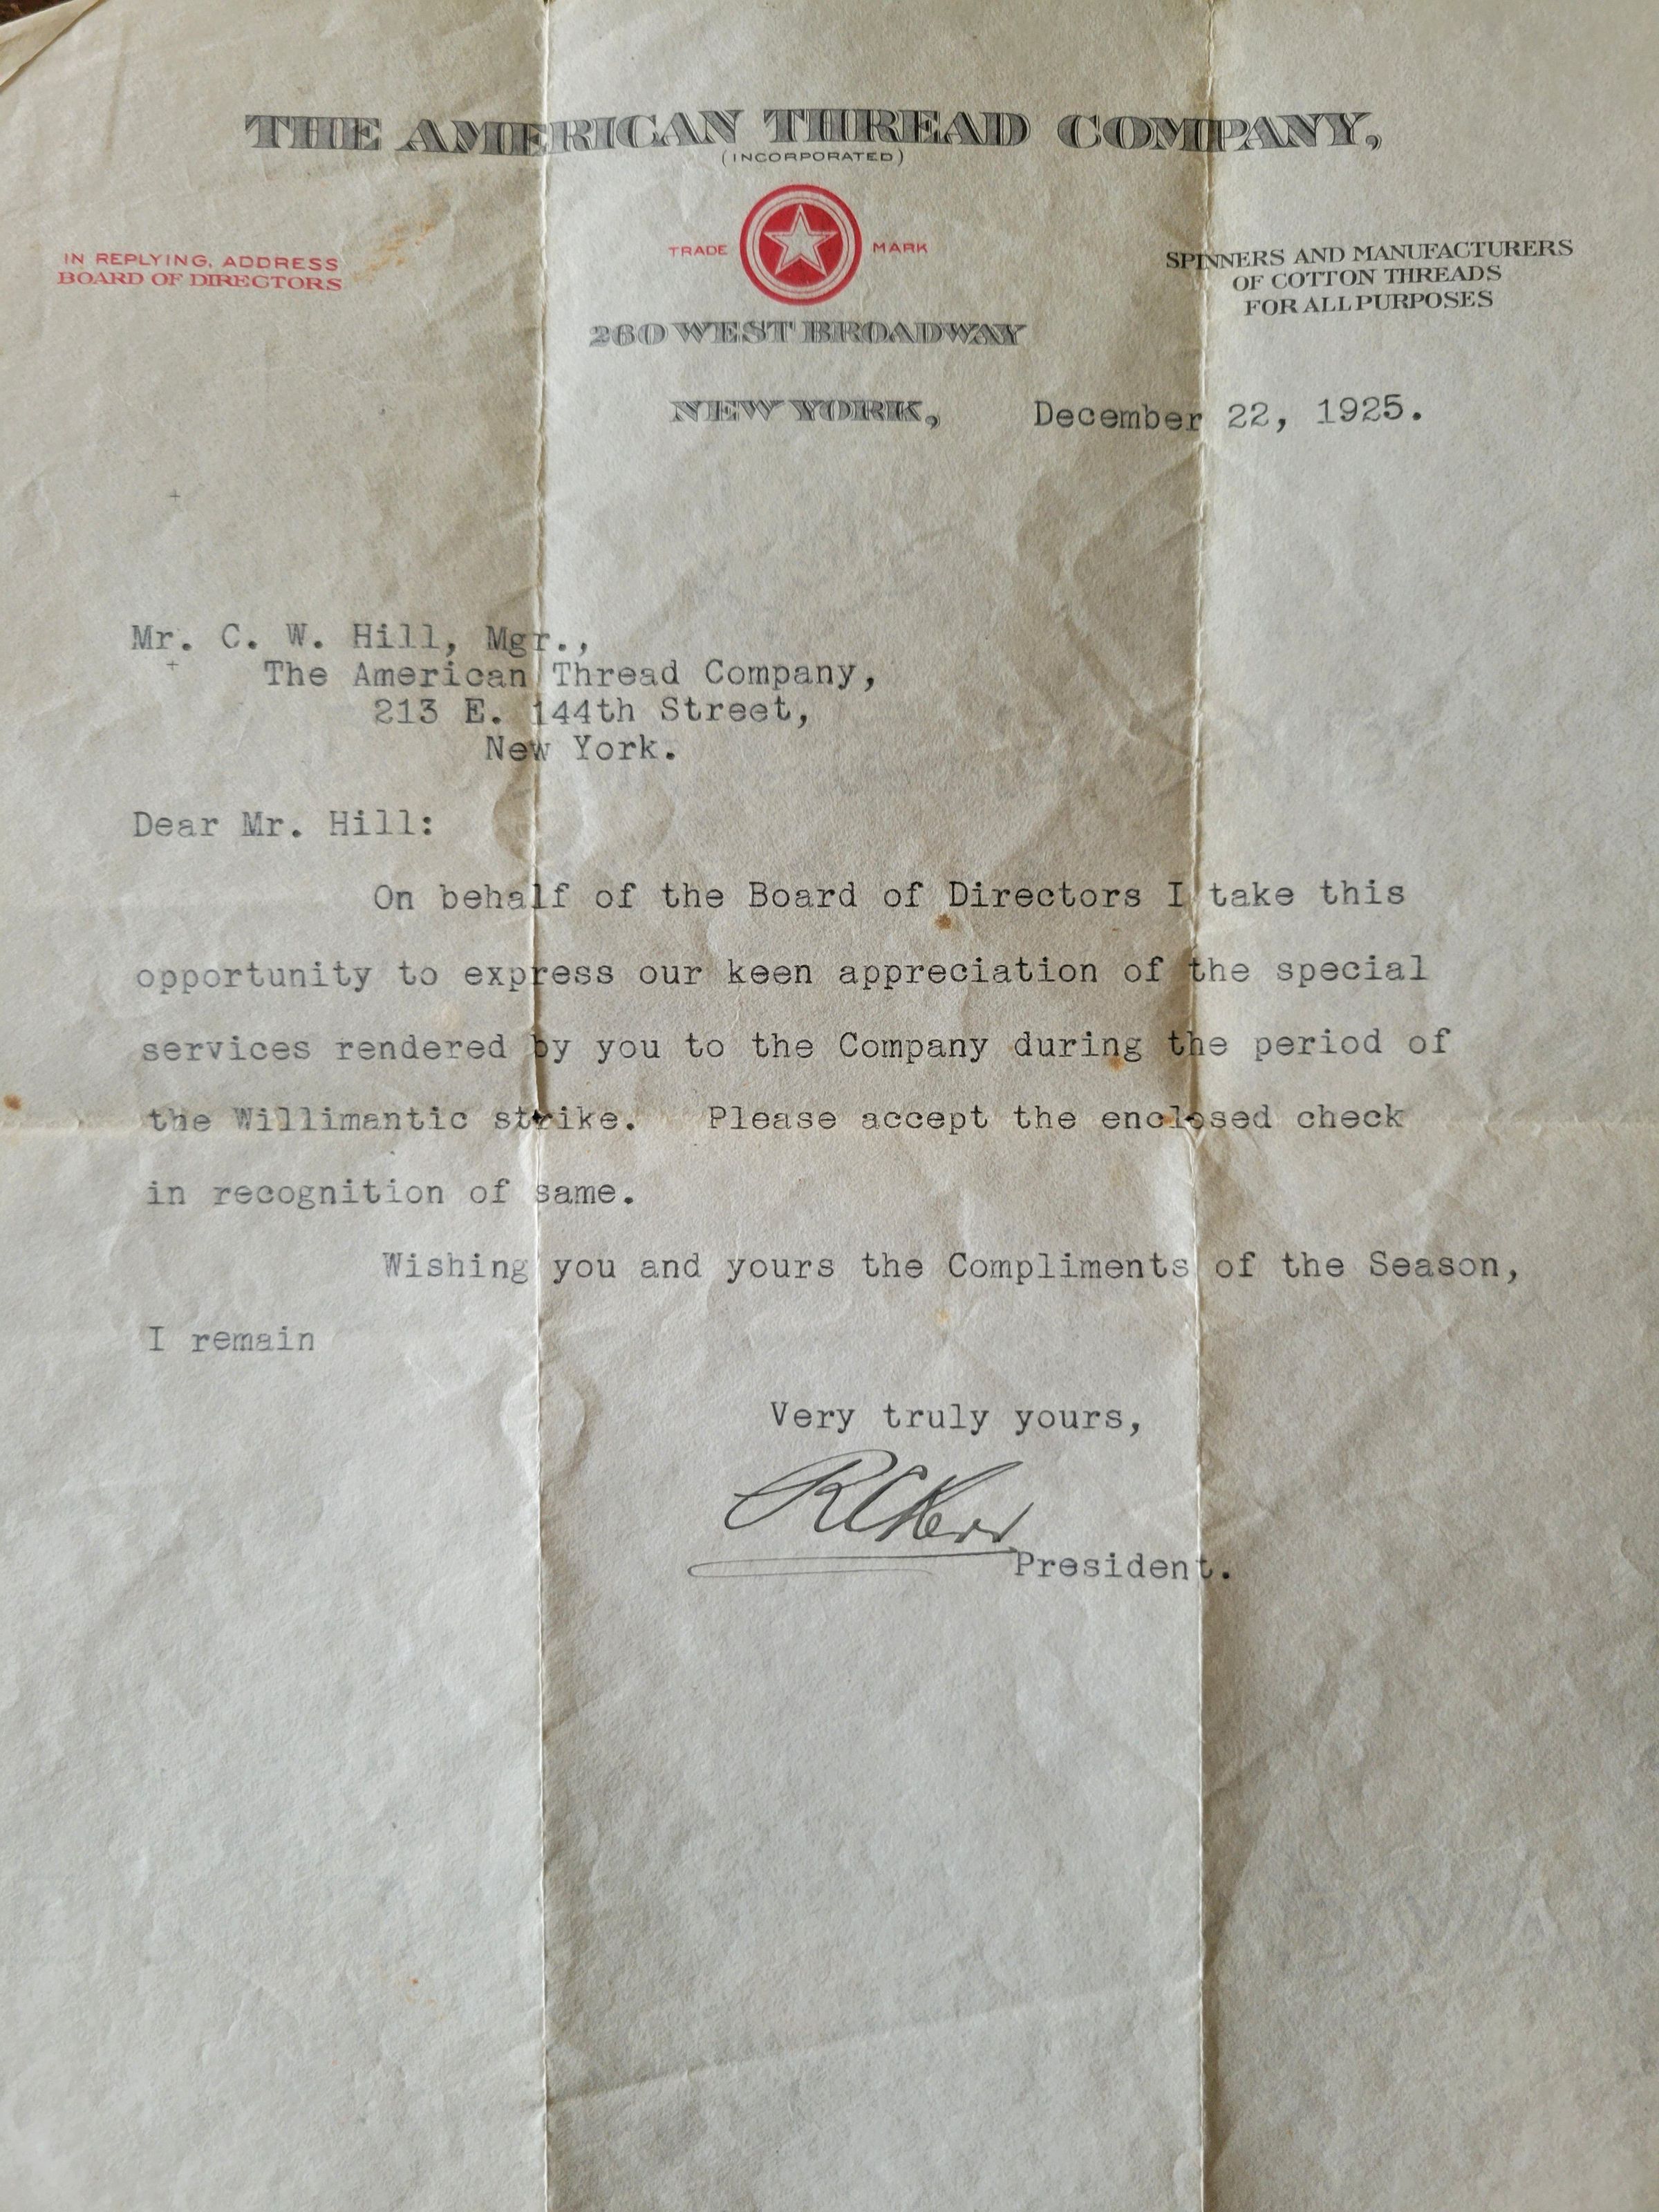 THE AMERICAN THREAD COMPANY,
(INCORPORATED)
IN REPLYING, ADDRESS
BOARD OF DIRECTORS
TRADE MARK
SPINNERS AND MANUFACTURERS
OF COTTON THREADS
FOR ALL PURPOSES
260 WEST BROADWAY
NEW YORK, December 22, 1925.
Mr. C. W. Hill, Mgr.,
The American Thread Company,
213 E. 144th Street,
New York.
Dear Mr. Hill:
On behalf of the Board of Directors I take this
opportunity to express our keen appreciation of the special
services rendered by you to the Company during the period of
the Willimantic strike. Please accept the enclosed check
in recognition of same.
Wishing you and yours the Compliments of the Season,
I remain
Very truly yours,
R C Kerr
President.